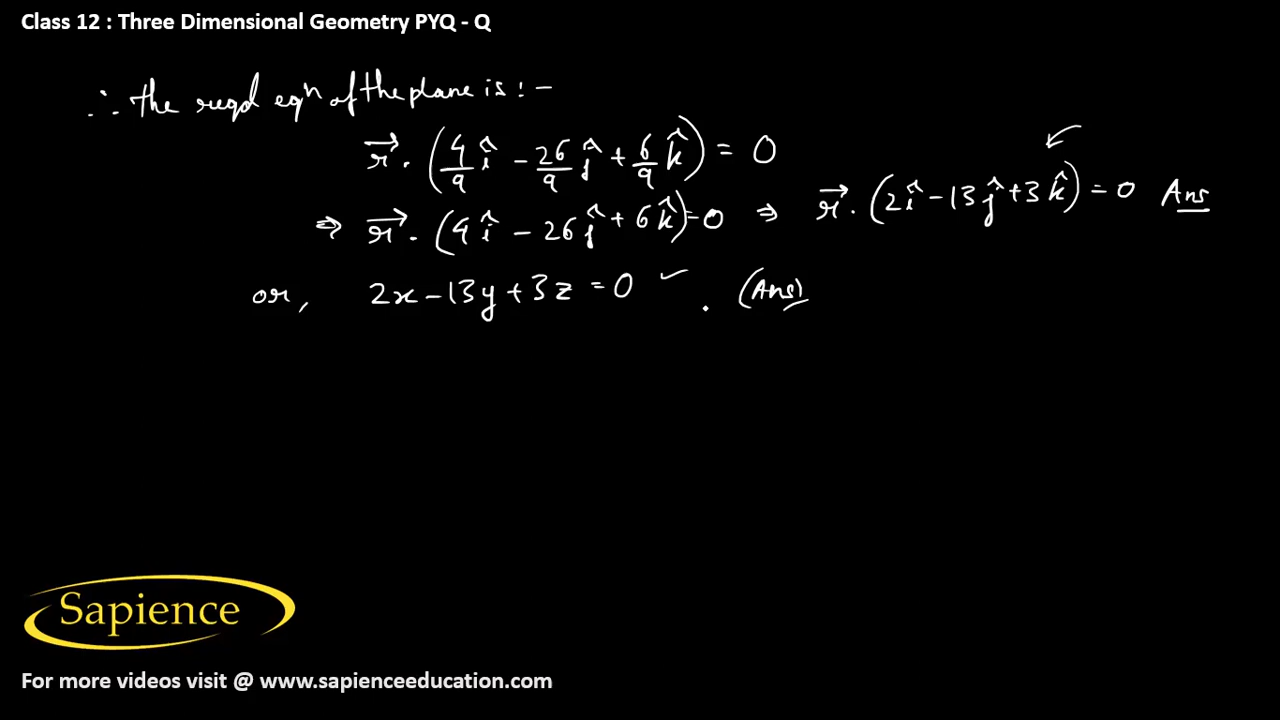 Class 12 : Three Dimensional Geometry PYQ - Q
∴ the reqd eqⁿ of the plane is : –
r⃗ . (4/9 î − 26/9 ĵ + 6/9 k̂) = 0
⇒ r⃗ . (4î − 26ĵ + 6k̂) = 0 ⇒ r⃗ . (2î − 13ĵ + 3k̂) = 0 Ans
or, 2x − 13y + 3z = 0 ✓ . (Ans)
Sapience
For more videos visit @ www.sapienceeducation.com